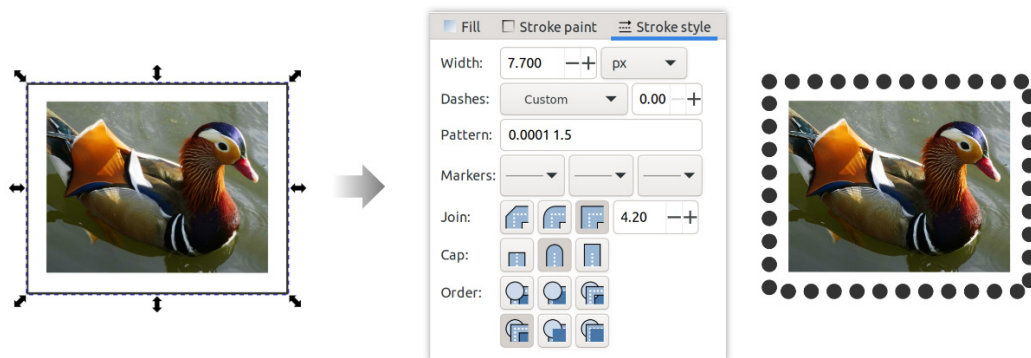 Fill Stroke paint Stroke style
Width: 7.700 px
Dashes: Custom 0.00
Pattern: 0.0001 1.5
Markers:
Join: 4.20
Cap:
Order: